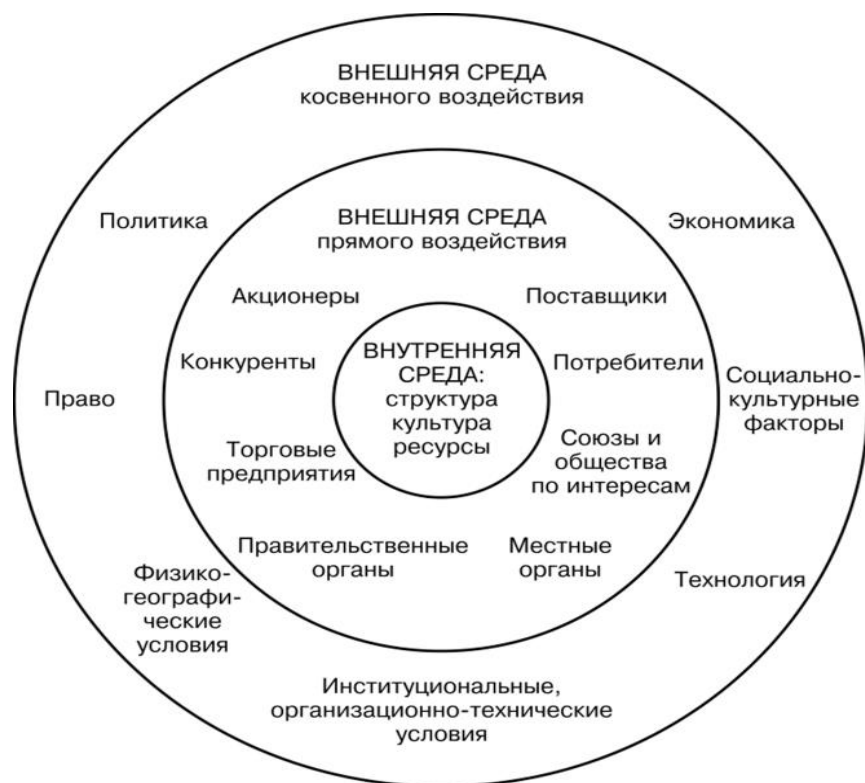 ВНЕШНЯЯ СРЕДА
косвенного воздействия
Политика
ВНЕШНЯЯ СРЕДА
прямого воздействия
Экономика
Акционеры
Поставщики
Конкуренты
ВНУТРЕННЯЯ
СРЕДА:
структура
культура
ресурсы
Потребители
Право
Социально-
культурные
факторы
Торговые
предприятия
Союзы и
общества
по интересам
Правительственные
органы
Местные
органы
Физико-
географи-
ческие
условия
Технология
Институциональные,
организационно-технические
условия